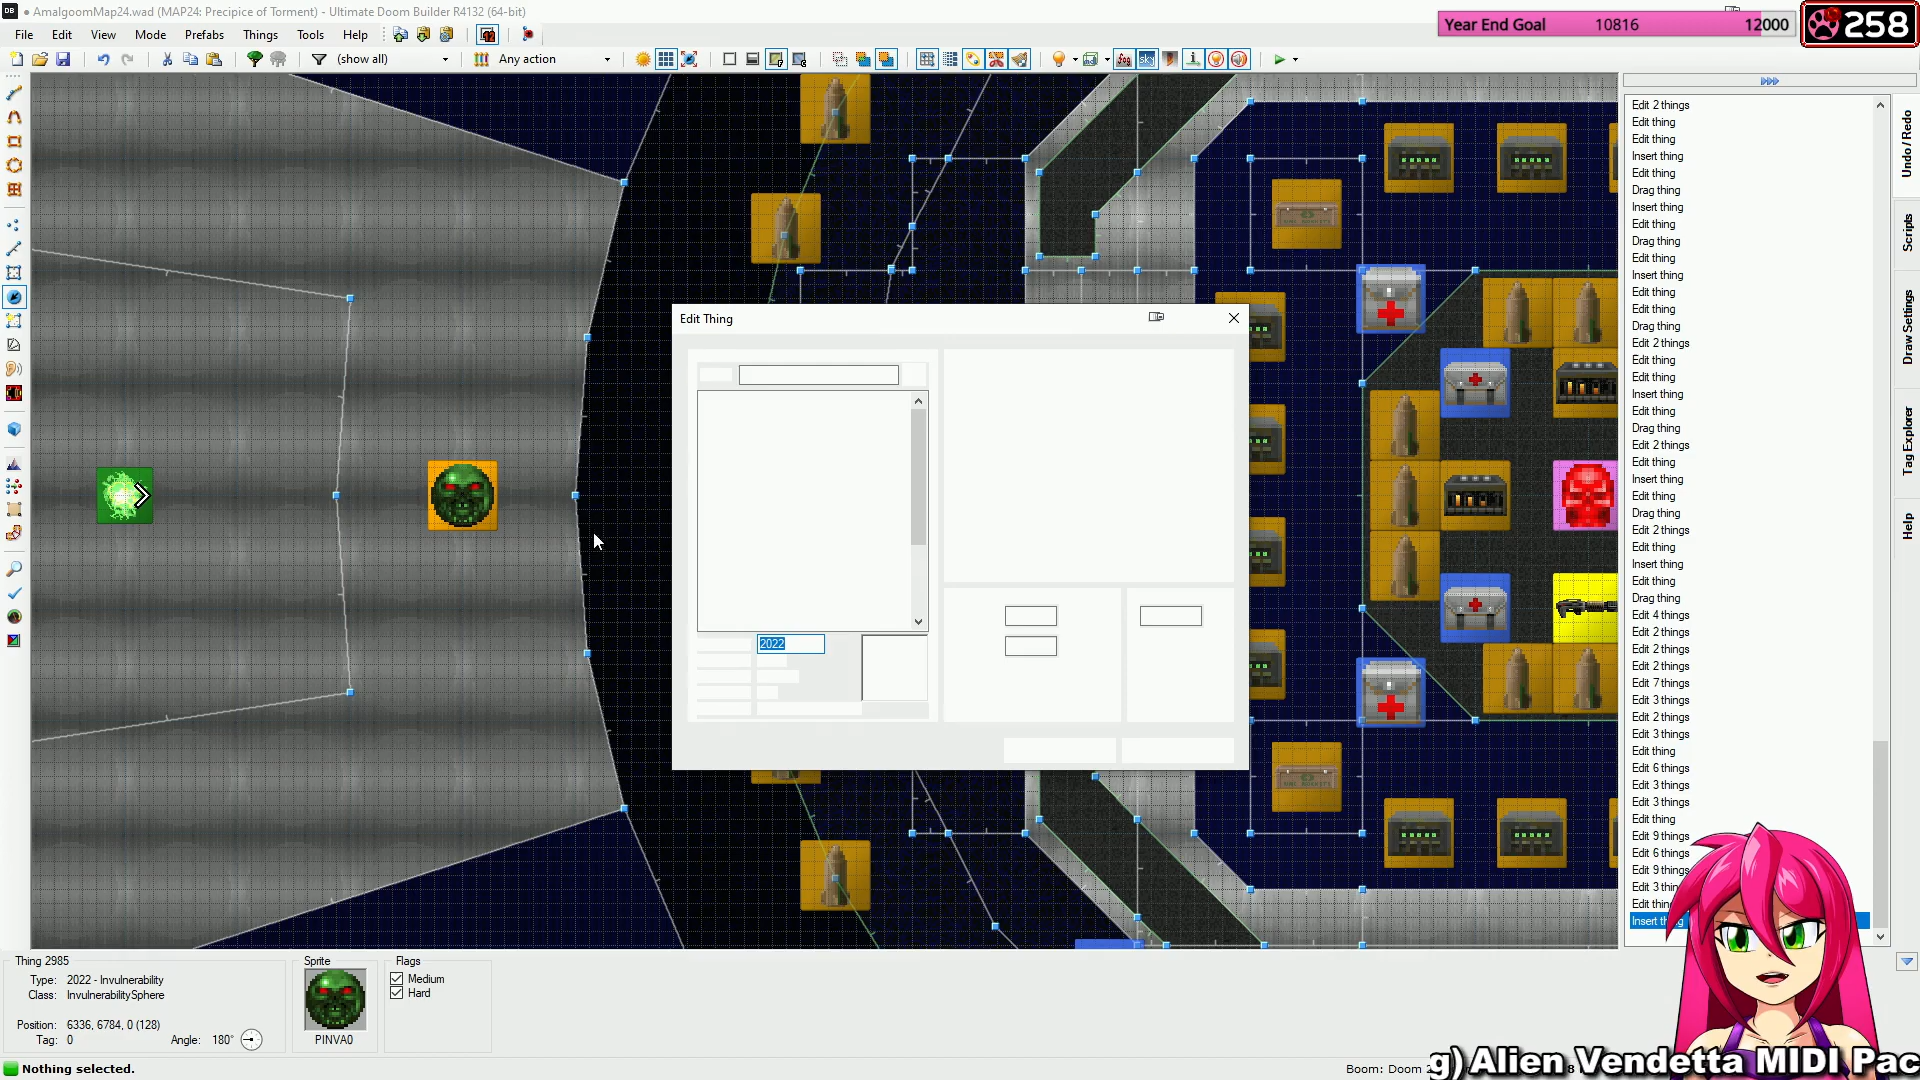 AmalgoomMap24.wad (MAP24: Precipice of Torment) - Ultimate Doom Builder R4132 (64-bit)
Year End Goal 10816 12000
258
File Edit View Mode Prefabs Things Tools Help
(show all)
Any action
Edit Thing
2022
Edit 2 things
Edit thing
Edit thing
Insert thing
Edit thing
Drag thing
Insert thing
Edit thing
Drag thing
Edit thing
Insert thing
Edit thing
Edit thing
Drag thing
Edit 2 things
Edit thing
Edit thing
Insert thing
Edit thing
Drag thing
Edit 2 things
Edit thing
Insert thing
Edit thing
Drag thing
Edit 2 things
Edit thing
Insert thing
Edit thing
Drag thing
Edit 4 things
Edit 2 things
Edit 2 things
Edit 2 things
Edit 7 things
Edit 3 things
Edit 2 things
Edit 3 things
Edit thing
Edit 6 things
Edit 3 things
Edit 3 things
Edit thing
Edit 9 things
Edit 6 things
Edit 9 things
Edit 3 thin
Edit thin
Insert thing
Undo / Redo
Scripts
Draw Settings
Tag Explorer
Help
Thing 2985
Type: 2022 - Invulnerability
Class: InvulnerabilitySphere
Position: 6336, 6784, 0 (128)
Tag: 0 Angle: 180°
Sprite
PINVA0
Flags
Medium
Hard
Nothing selected.
Boom: Doom 2
g) Alien Vendetta MIDI Pac